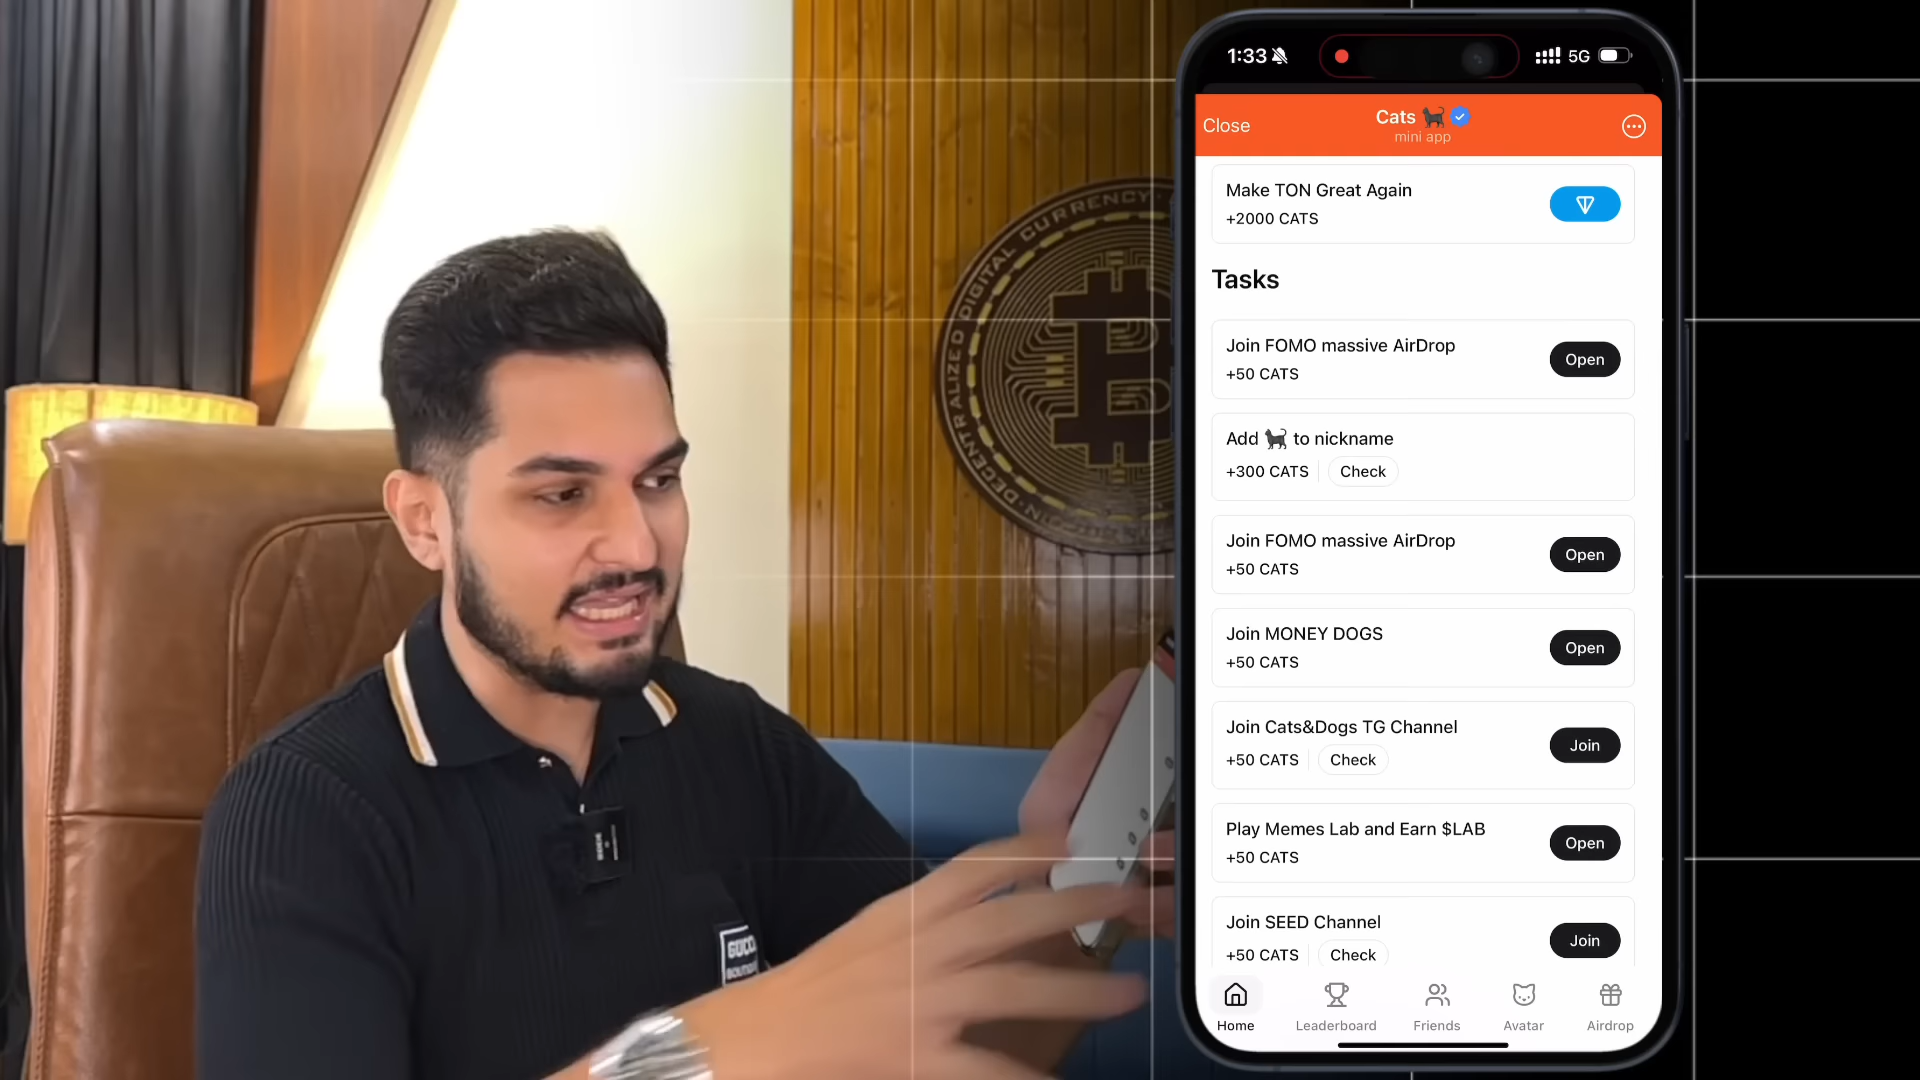 DECENTRALIZED DIGITAL CURRENCY
GUCCI
1:33
5G
Close
Cats
mini app
Make TON Great Again
+2000 CATS
Tasks
Join FOMO massive AirDrop
+50 CATS
Open
Add to nickname
+300 CATS
Check
Join FOMO massive AirDrop
+50 CATS
Open
Join MONEY DOGS
+50 CATS
Open
Join Cats&Dogs TG Channel
+50 CATS
Check
Join
Play Memes Lab and Earn $LAB
+50 CATS
Open
Join SEED Channel
+50 CATS
Check
Join
Home
Leaderboard
Friends
Avatar
Airdrop